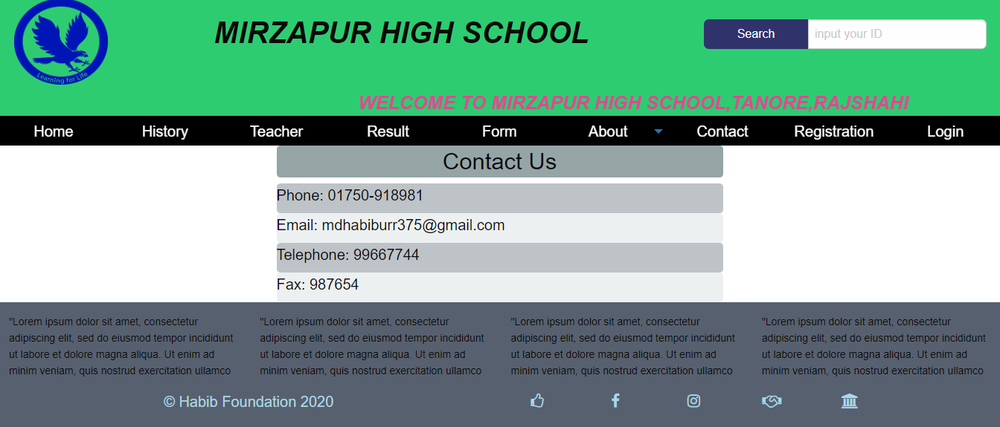 Learning for Life
MIRZAPUR HIGH SCHOOL
Search
input your ID
WELCOME TO MIRZAPUR HIGH SCHOOL,TANORE,RAJSHAHI
Home History Teacher Result Form About Contact Registration Login
Contact Us
Phone: 01750-918981
Email: mdhabiburr375@gmail.com
Telephone: 99667744
Fax: 987654
"Lorem ipsum dolor sit amet, consectetur
adipiscing elit, sed do eiusmod tempor incididunt
ut labore et dolore magna aliqua. Ut enim ad
minim veniam, quis nostrud exercitation ullamco
"Lorem ipsum dolor sit amet, consectetur
adipiscing elit, sed do eiusmod tempor incididunt
ut labore et dolore magna aliqua. Ut enim ad
minim veniam, quis nostrud exercitation ullamco
"Lorem ipsum dolor sit amet, consectetur
adipiscing elit, sed do eiusmod tempor incididunt
ut labore et dolore magna aliqua. Ut enim ad
minim veniam, quis nostrud exercitation ullamco
"Lorem ipsum dolor sit amet, consectetur
adipiscing elit, sed do eiusmod tempor incididunt
ut labore et dolore magna aliqua. Ut enim ad
minim veniam, quis nostrud exercitation ullamco
© Habib Foundation 2020